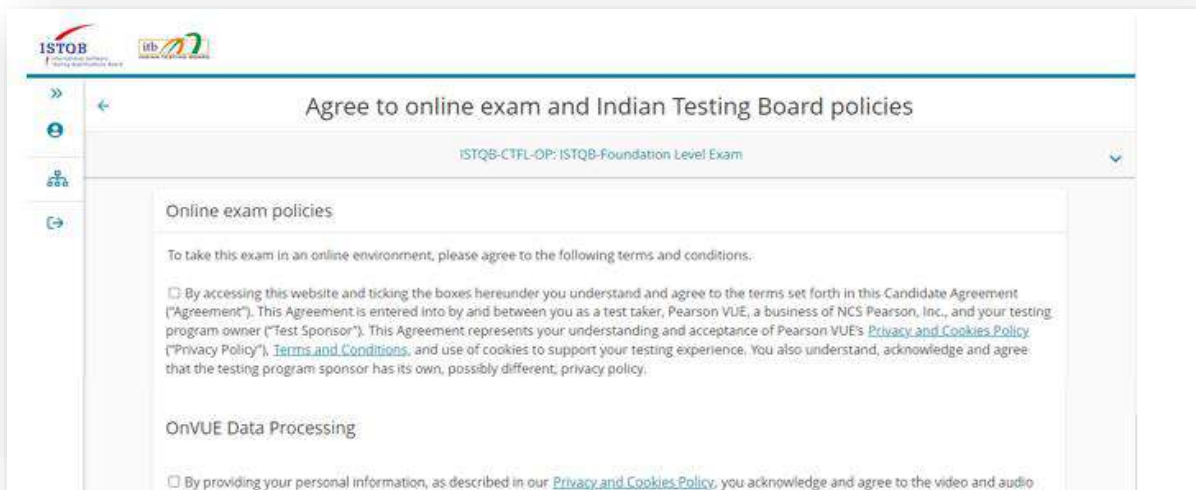 ISTQB
itb
INDIAN TESTING BOARD
Agree to online exam and Indian Testing Board policies
ISTQB-CTFL-OP: ISTQB-Foundation Level Exam
Online exam policies
To take this exam in an online environment, please agree to the following terms and conditions.
By accessing this website and ticking the boxes hereunder you understand and agree to the terms set forth in this Candidate Agreement
("Agreement"). This Agreement is entered into by and between you as a test taker, Pearson VUE, a business of NCS Pearson, Inc., and your testing
program owner ("Test Sponsor"). This Agreement represents your understanding and acceptance of Pearson VUE's Privacy and Cookies Policy
("Privacy Policy"), Terms and Conditions, and use of cookies to support your testing experience. You also understand, acknowledge and agree
that the testing program sponsor has its own, possibly different, privacy policy.
OnVUE Data Processing
By providing your personal information, as described in our Privacy and Cookies Policy, you acknowledge and agree to the video and audio